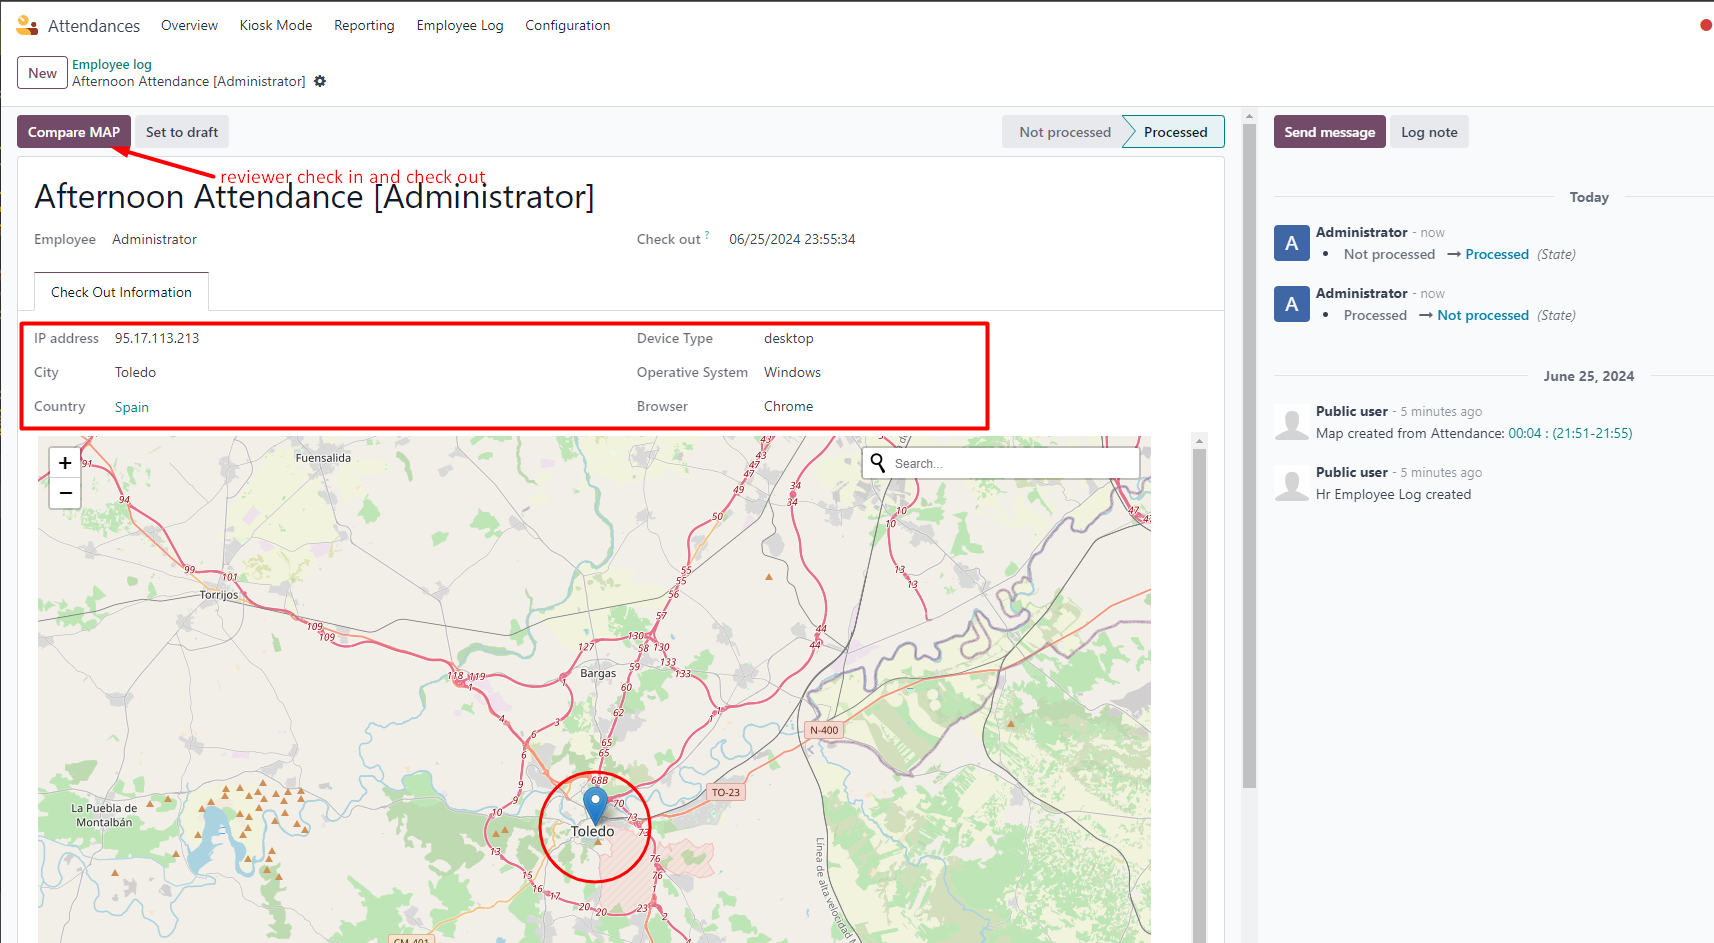 Attendances Overview Kiosk Mode Reporting Employee Log Configuration
New
Employee log
Afternoon Attendance [Administrator]
Compare MAP Set to draft Not processed Processed Send message Log note
reviewer check in and check out
Afternoon Attendance [Administrator]
Employee Administrator Check out ? 06/25/2024 23:55:34
Check Out Information
IP address 95.17.113.213 Device Type desktop
City Toledo Operative System Windows
Country Spain Browser Chrome
Today
A Administrator - now
• Not processed → Processed (State)
A Administrator - now
• Processed → Not processed (State)
June 25, 2024
Public user - 5 minutes ago
Map created from Attendance: 00:04 : (21:51-21:55)
Public user - 5 minutes ago
Hr Employee Log created
+
−
Search...
Fuensalida
43
43
47
43
47
49
91
94
50
34
34
10
10
47
99
101
Torrijos
55
55
56
13
13
57
109
109
44
44
127
130
58 130
133
59
133
118 119
1
1
Bargas
60
62
4
3
1
1
6
6
65
65
N-400
68B
9
9
10
70
TO-23
73
73
La Puebla de
Montalbán
Toledo
13
15
16
17
20
20
23
76
76
1
2
CM-401
Línea de alta velocidad